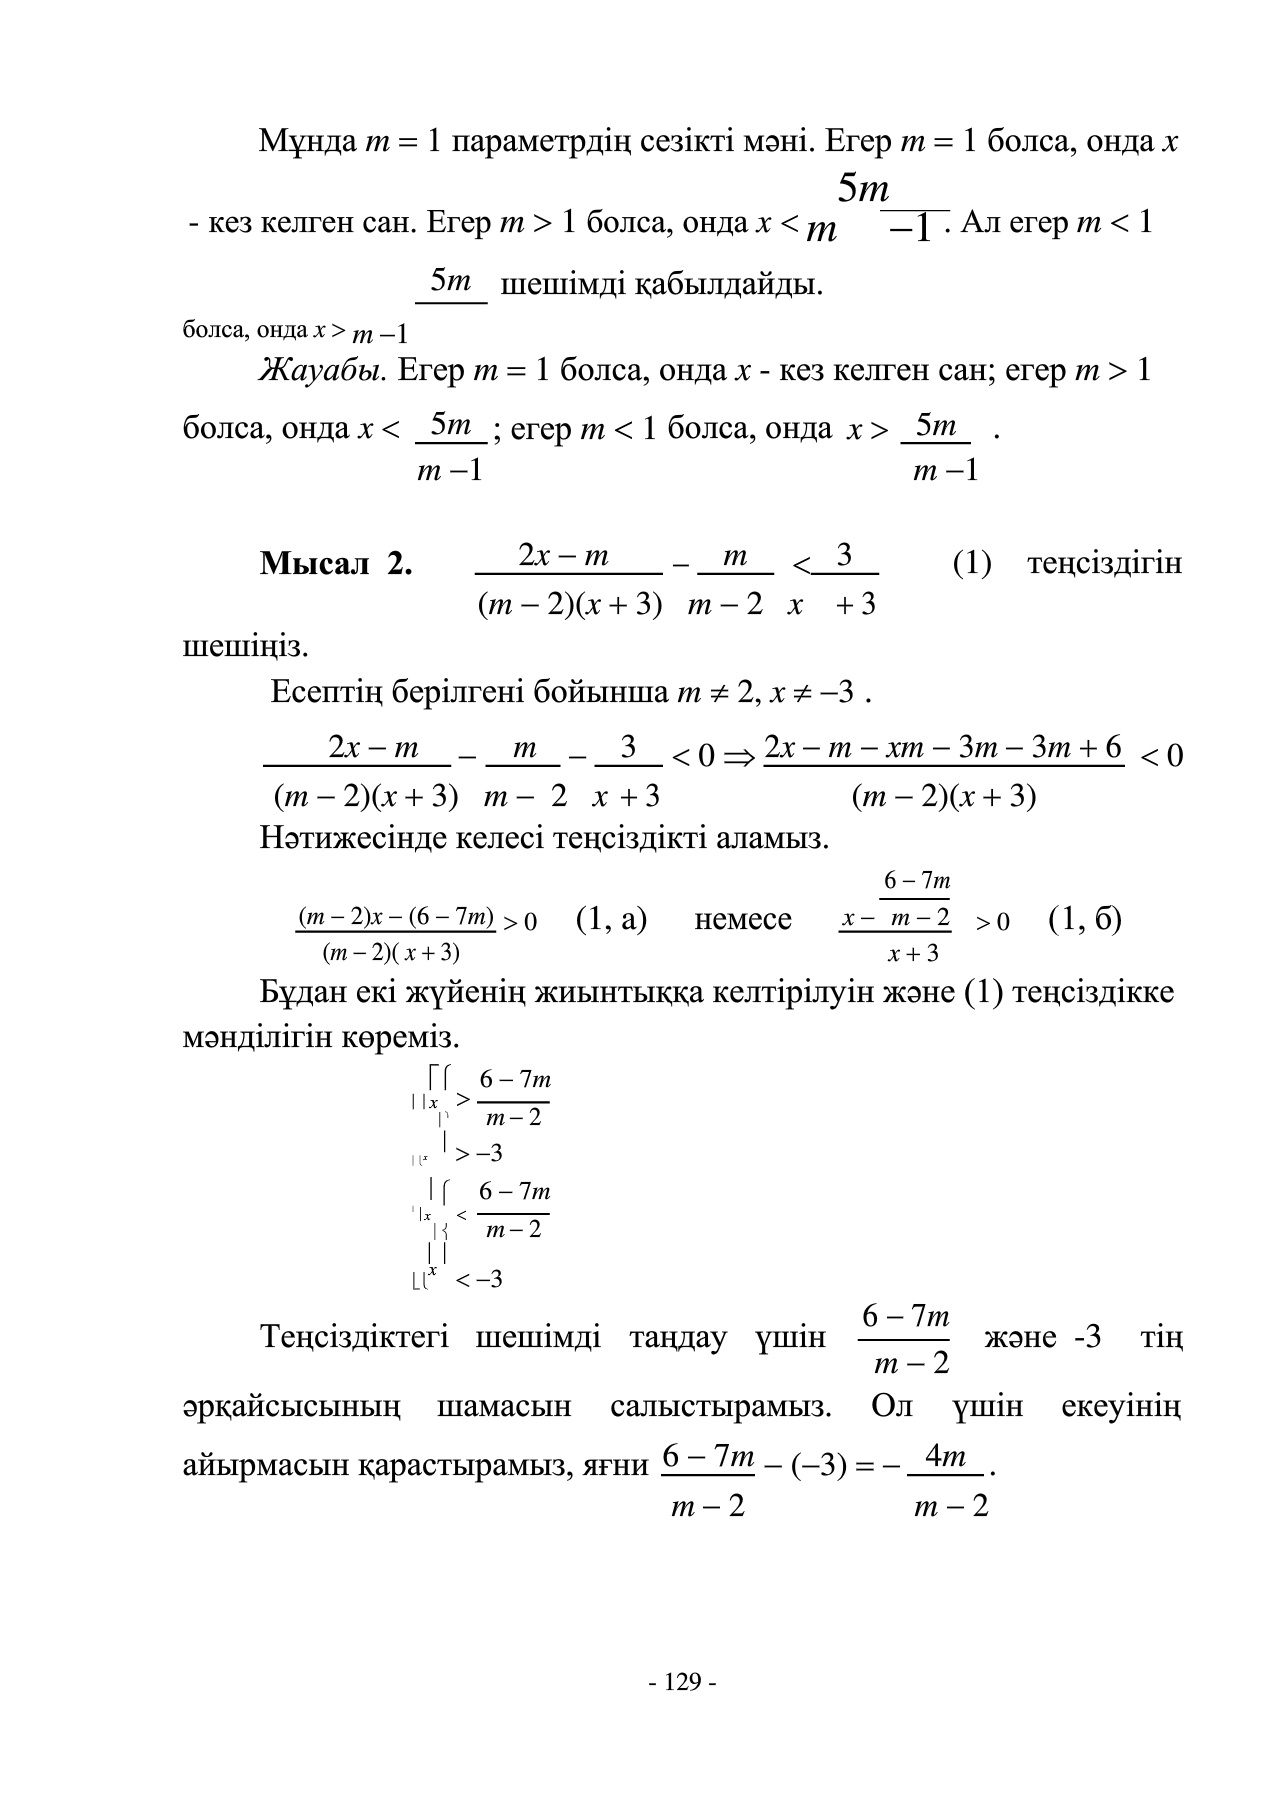 Мұнда m = 1 параметрдің сезікті мәні. Егер m = 1 болса, онда x
5m
- кез келген сан. Егер m > 1 болса, онда x < m −1 . Ал егер m < 1
5m шешімді қабылдайды.
болса, онда x > m −1
Жауабы. Егер m = 1 болса, онда x - кез келген сан; егер m > 1
болса, онда x < 5m ; егер m < 1 болса, онда x > 5m .
m −1 m −1
Мысал 2. 2x − m − m < 3 (1) теңсіздігін
(m − 2)(x + 3) m − 2 x + 3
шешіңіз.
Есептің берілгені бойынша m ≠ 2, x ≠ −3 .
2x − m − m − 3 < 0 ⇒ 2x − m − xm − 3m − 3m + 6 < 0
(m − 2)(x + 3) m − 2 x + 3 (m − 2)(x + 3)
Нәтижесінде келесі теңсіздікті аламыз.
6 − 7m
(m − 2)x − (6 − 7m) > 0 (1, а) немесе x − m − 2 > 0 (1, б)
(m − 2)( x + 3) x + 3
Бұдан екі жүйенің жиынтыққа келтірілуін және (1) теңсіздікке
мәнділігін көреміз.
⎡⎧ 6 − 7m
| | x >
m − 2
| ⎩x > −3
| ⎧ 6 − 7m
| x <
| ⎨ m − 2
| |
⎣⎩x < −3
Теңсіздіктегі шешімді таңдау үшін 6 − 7m және -3 тің
m − 2
әрқайсысының шамасын салыстырамыз. Ол үшін екеуінің
айырмасын қарастырамыз, яғни 6 − 7m − (−3) = − 4m .
m − 2 m − 2
- 129 -